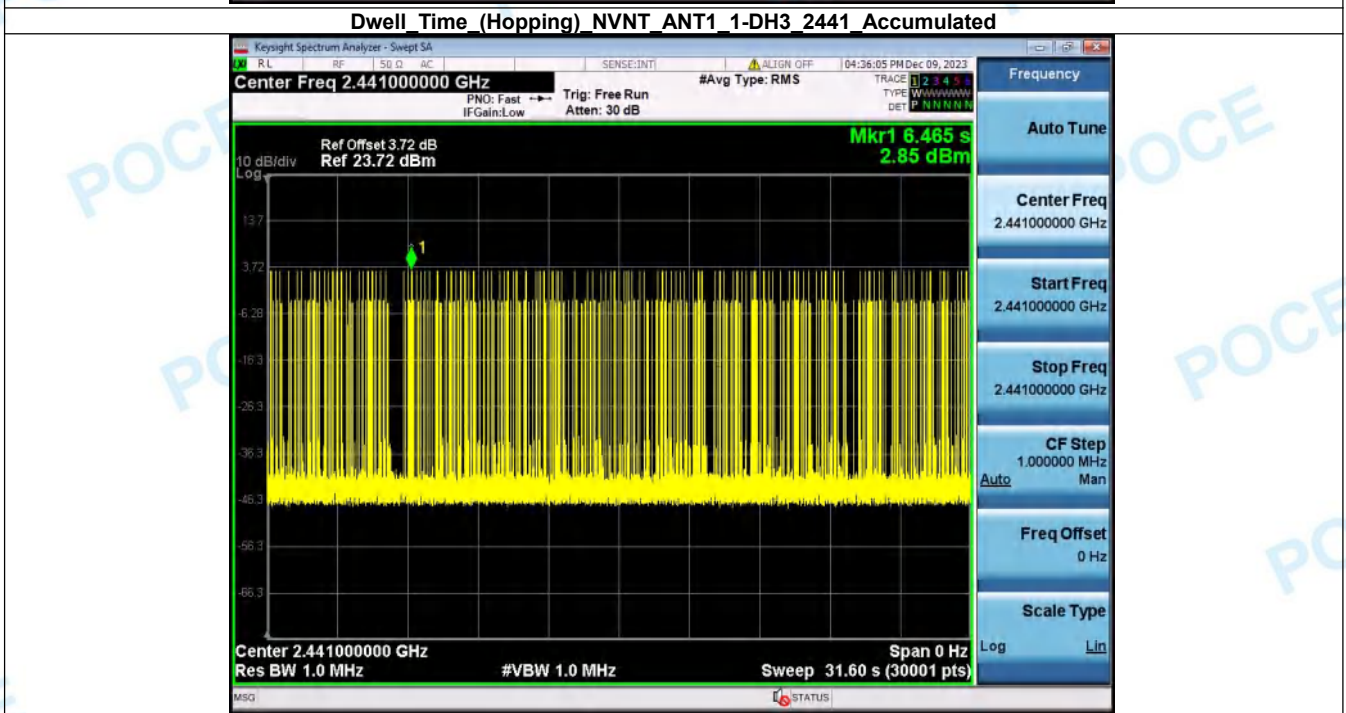 Dwell_Time_(Hopping)_NVNT_ANT1_1-DH3_2441_Accumulated
Keysight Spectrum Analyzer - Swept SA
RL RF 50 Ω AC SENSE:INT ALIGN OFF 04:36:05 PM Dec 09, 2023
Center Freq 2.441000000 GHz
#Avg Type: RMS
TRACE 1 2 3 4 5 6
TYPE WWWWWW
DET P N N N N N
PNO: Fast
IFGain:Low
Trig: Free Run
Atten: 30 dB
Mkr1 6.465 s
2.85 dBm
Ref Offset 3.72 dB
10 dB/div Ref 23.72 dBm
Log
13.7
1
3.72
-6.28
-16.3
-26.3
-36.3
-46.3
-56.3
-66.3
Center 2.441000000 GHz Span 0 Hz
Res BW 1.0 MHz #VBW 1.0 MHz Sweep 31.60 s (30001 pts)
MSG STATUS
Frequency
Auto Tune
Center Freq
2.441000000 GHz
Start Freq
2.441000000 GHz
Stop Freq
2.441000000 GHz
CF Step
1.000000 MHz
Auto Man
Freq Offset
0 Hz
Scale Type
Log Lin
POCE
POCE
POCE